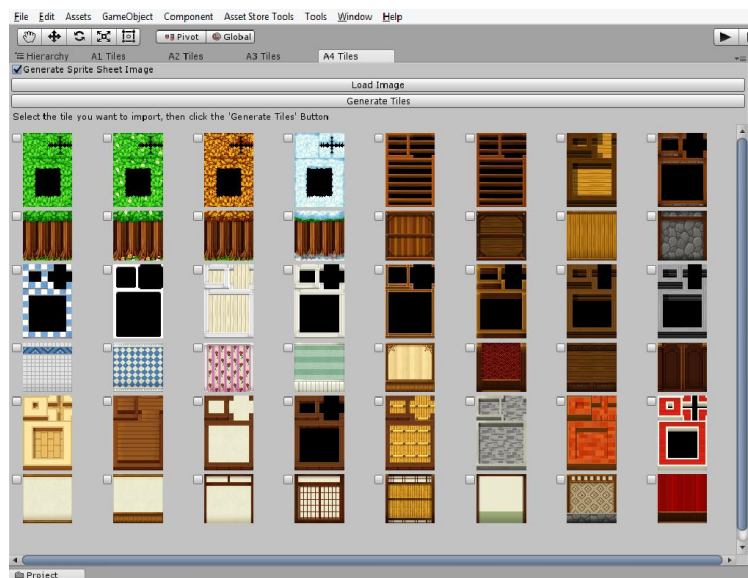 File Edit Assets GameObject Component Asset Store Tools Tools Window Help
Pivot Global
Hierarchy A1 Tiles A2 Tiles A3 Tiles A4 Tiles
Generate Sprite Sheet Image
Load Image
Generate Tiles
Select the tile you want to import, then click the 'Generate Tiles' Button
Project